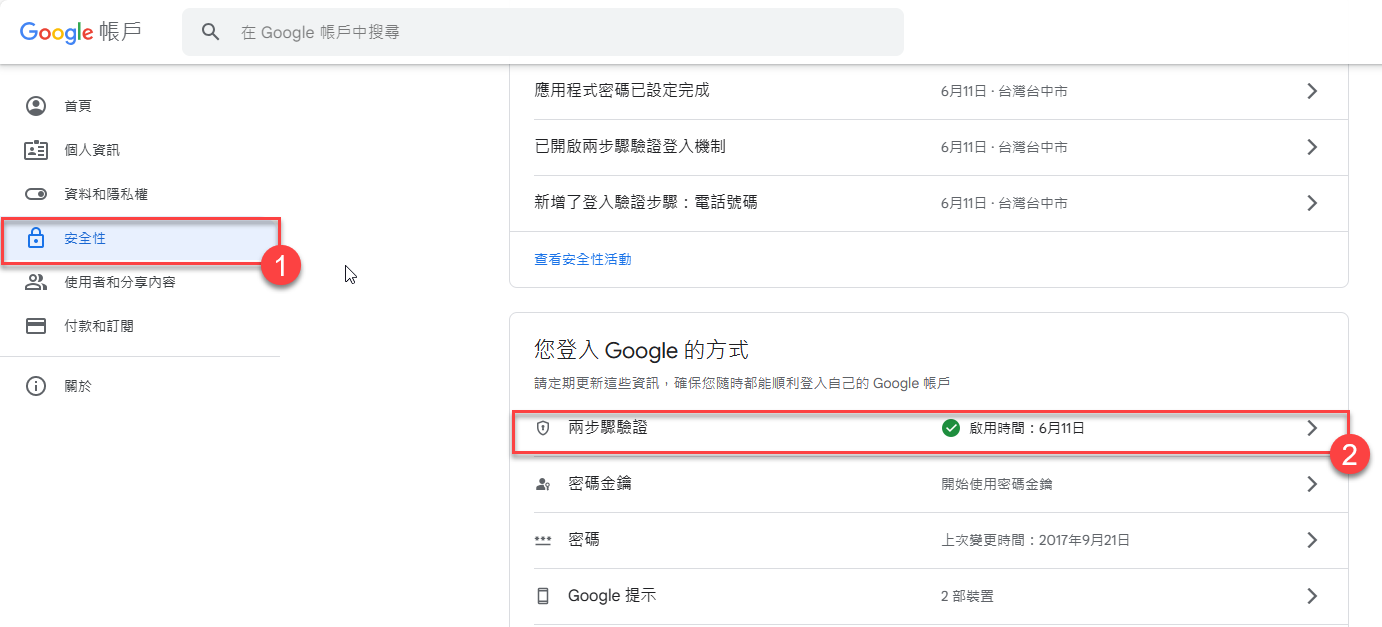 Google 帳戶
在 Google 帳戶中搜尋
首頁
個人資訊
資料和隱私權
安全性
1
使用者和分享內容
付款和訂閱
關於
應用程式密碼已設定完成 6月11日 · 台灣台中市
已開啟兩步驟驗證登入機制 6月11日 · 台灣台中市
新增了登入驗證步驟：電話號碼 6月11日 · 台灣台中市
查看安全性活動
您登入 Google 的方式
請定期更新這些資訊，確保您隨時都能順利登入自己的 Google 帳戶
兩步驟驗證 啟用時間：6月11日
2
密碼金鑰 開始使用密碼金鑰
密碼 上次變更時間：2017年9月21日
Google 提示 2 部裝置